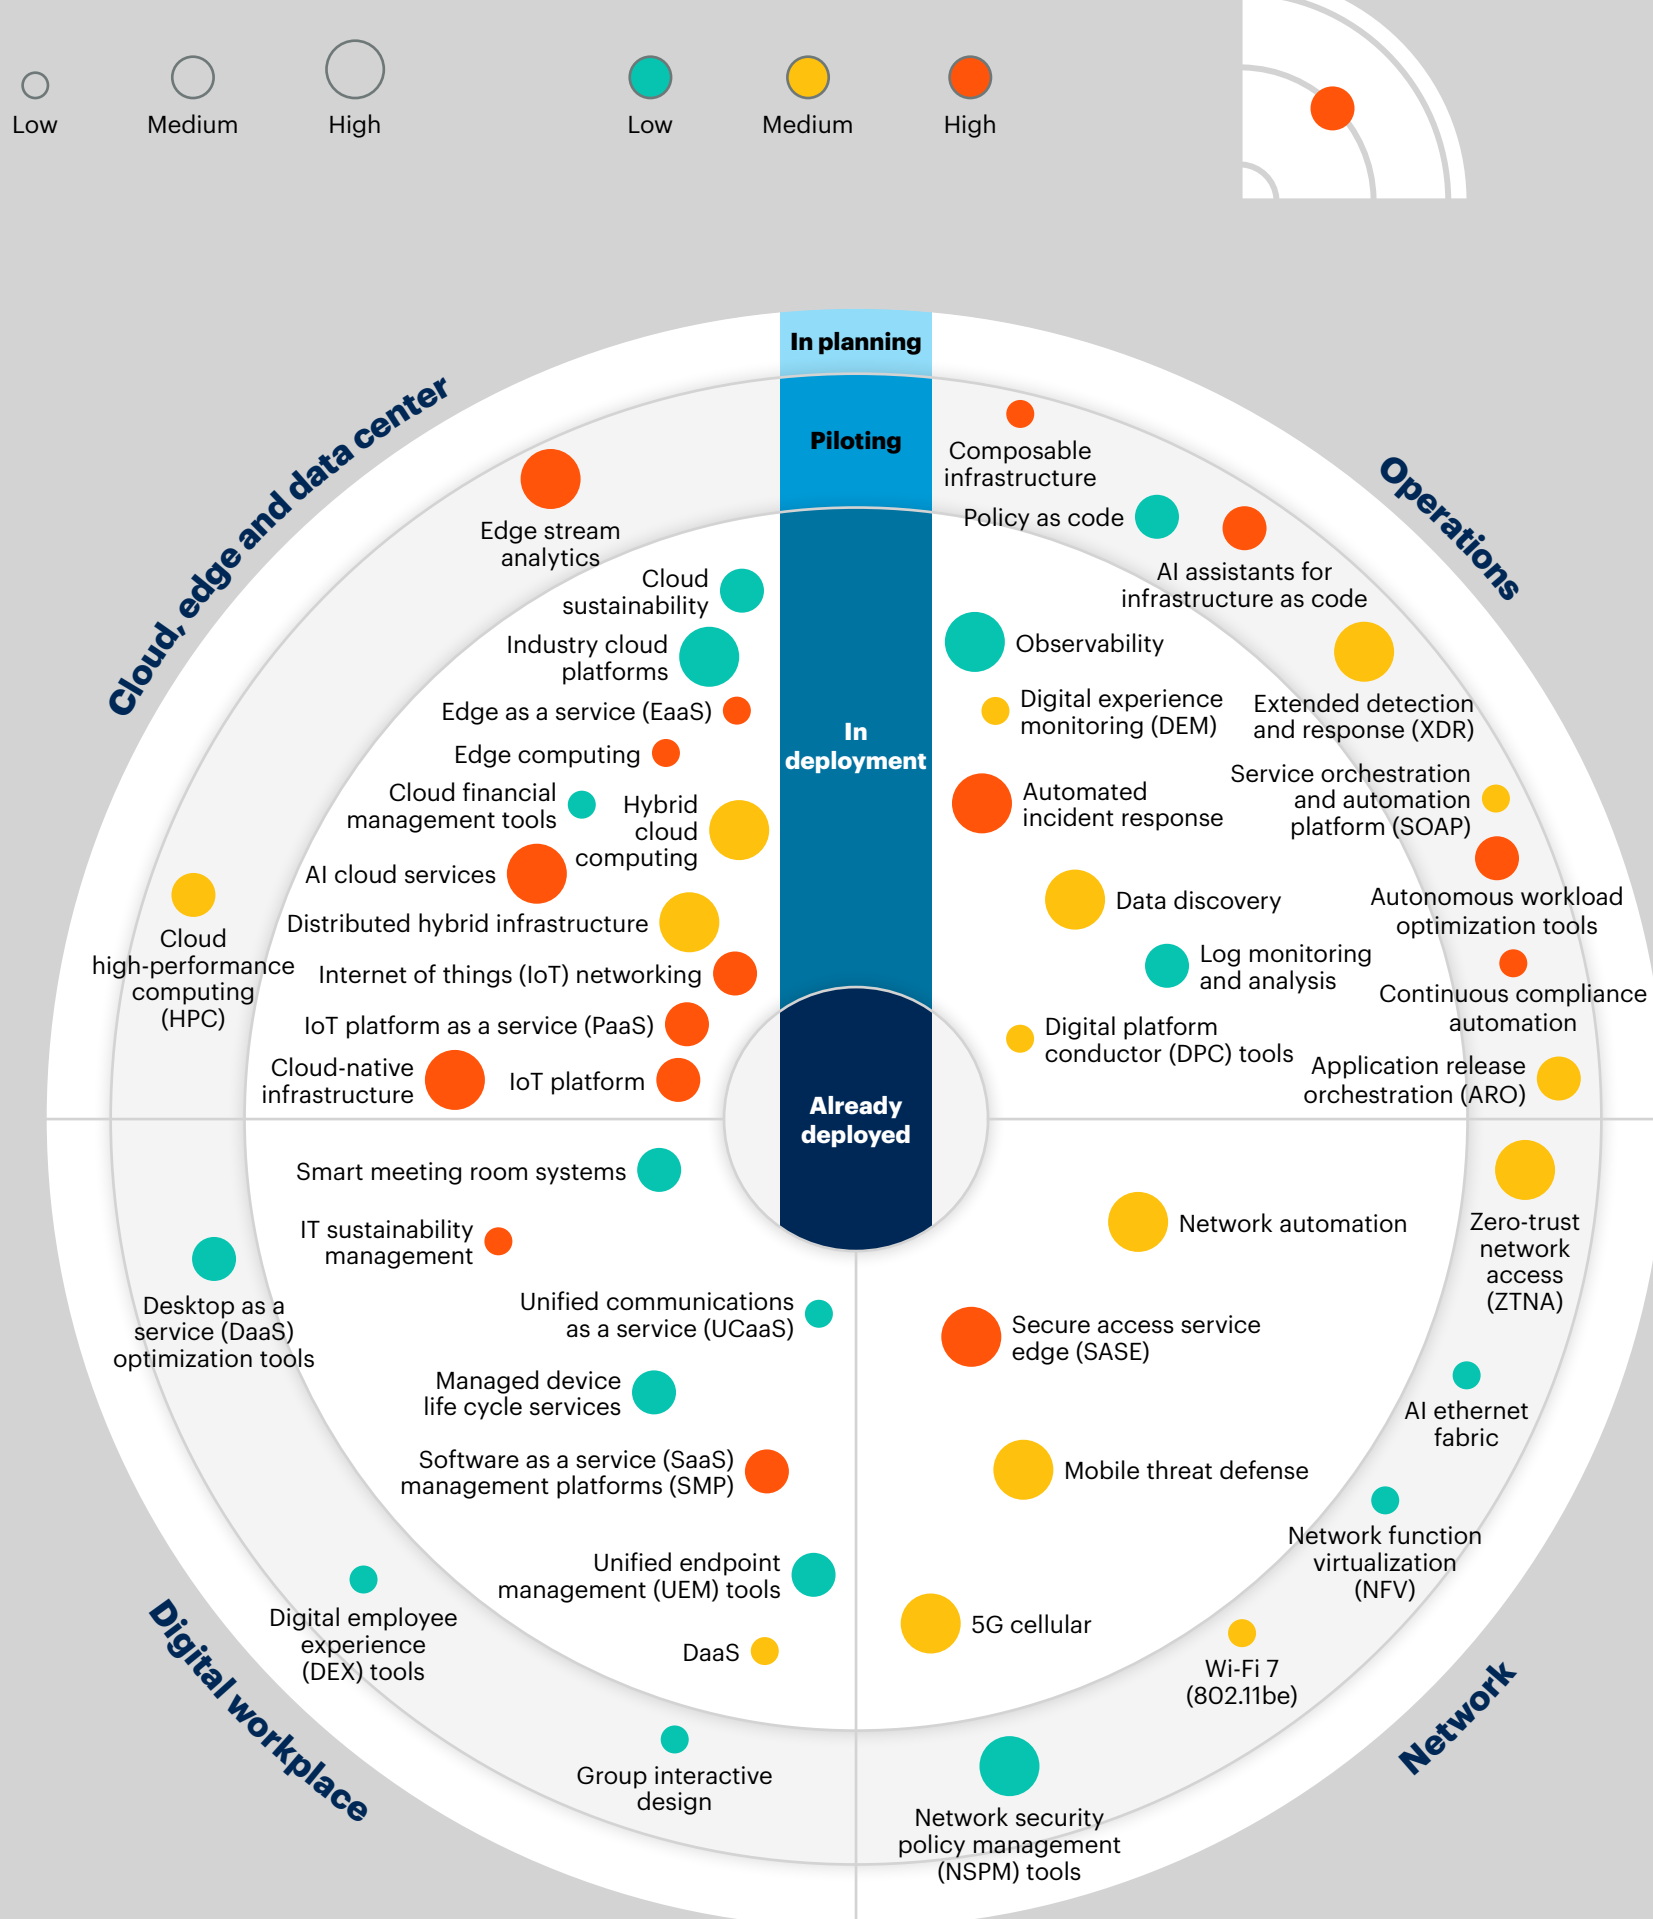 Low
Medium
High
Low
Medium
High
In planning
Piloting
In
deployment
Already
deployed
Cloud, edge and data center
Edge stream
analytics
Cloud
sustainability
Industry cloud
platforms
Edge as a service (EaaS)
Edge computing
Cloud financial
management tools
Hybrid
cloud
computing
AI cloud services
Distributed hybrid infrastructure
Cloud
high-performance
computing
(HPC)
Internet of things (IoT) networking
IoT platform as a service (PaaS)
Cloud-native
infrastructure
IoT platform
Operations
Composable
infrastructure
Policy as code
AI assistants for
infrastructure as code
Observability
Digital experience
monitoring (DEM)
Extended detection
and response (XDR)
Automated
incident response
Service orchestration
and automation
platform (SOAP)
Autonomous workload
optimization tools
Data discovery
Log monitoring
and analysis
Continuous compliance
automation
Digital platform
conductor (DPC) tools
Application release
orchestration (ARO)
Digital workplace
Smart meeting room systems
IT sustainability
management
Desktop as a
service (DaaS)
optimization tools
Unified communications
as a service (UCaaS)
Managed device
life cycle services
Software as a service (SaaS)
management platforms (SMP)
Unified endpoint
management (UEM) tools
Digital employee
experience
(DEX) tools
DaaS
Group interactive
design
Network
Network automation
Zero-trust
network
access
(ZTNA)
Secure access service
edge (SASE)
AI ethernet
fabric
Mobile threat defense
Network function
virtualization
(NFV)
5G cellular
Wi-Fi 7
(802.11be)
Network security
policy management
(NSPM) tools